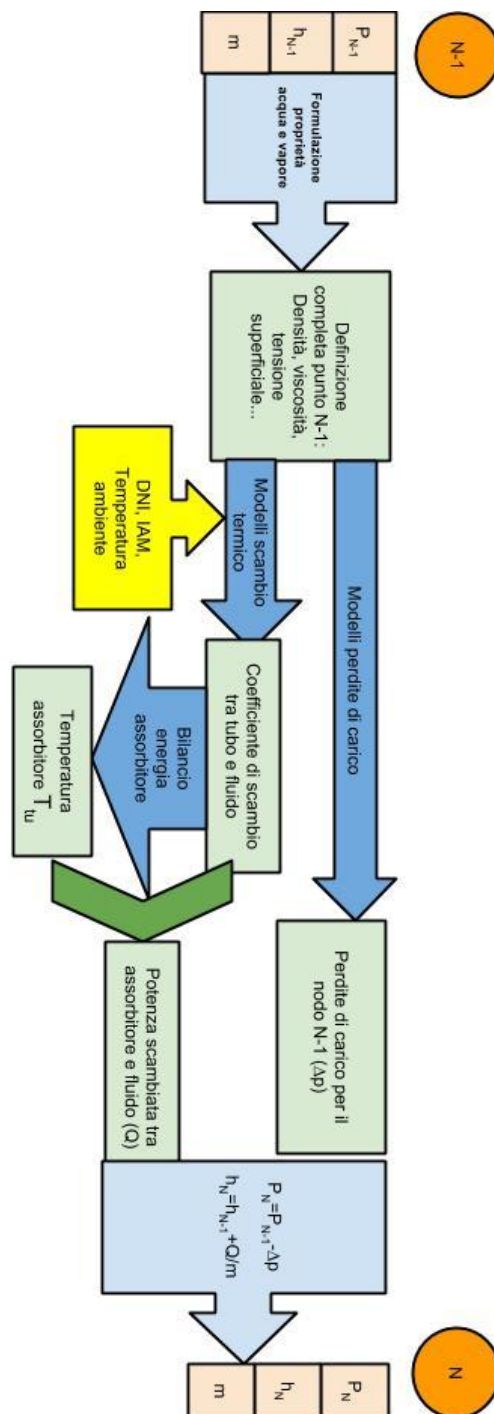 N-1
P_N-1
h_N-1
m
Formulazione
proprietà
acqua e vapore
Definizione
completa punto N-1:
Densità, viscosità,
tensione
superficiale...
Modelli perdite di carico
Modelli scambio
termico
DNI, IAM,
Temperatura
ambiente
Coefficiente di scambio
tra tubo e fluido
Bilancio
energia
assorbitore
Temperatura
assorbitore T_tu
Perdite di carico per il
nodo N-1 (Δp)
Potenza scambiata tra
assorbitore e fluido (Q)
P_N=P_N-1-Δp
h_N=h_N-1+Q/m
N
P_N
h_N
m